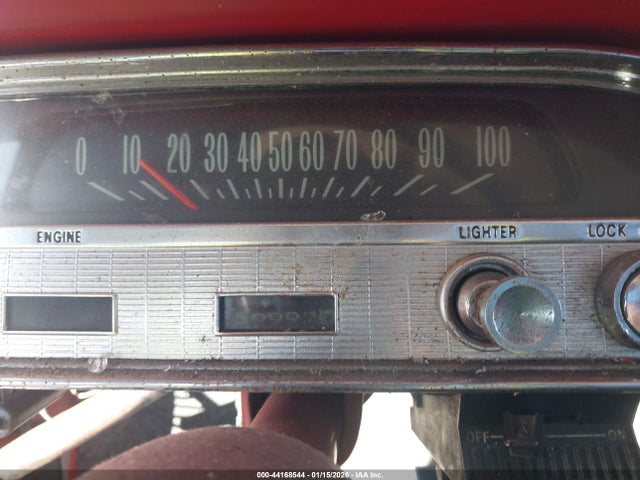 0 10 20 30 40 50 60 70 80 90 100
ENGINE LIGHTER LOCK
OFF ON
000-44168544 | 01/15/2026 | IAA Inc.